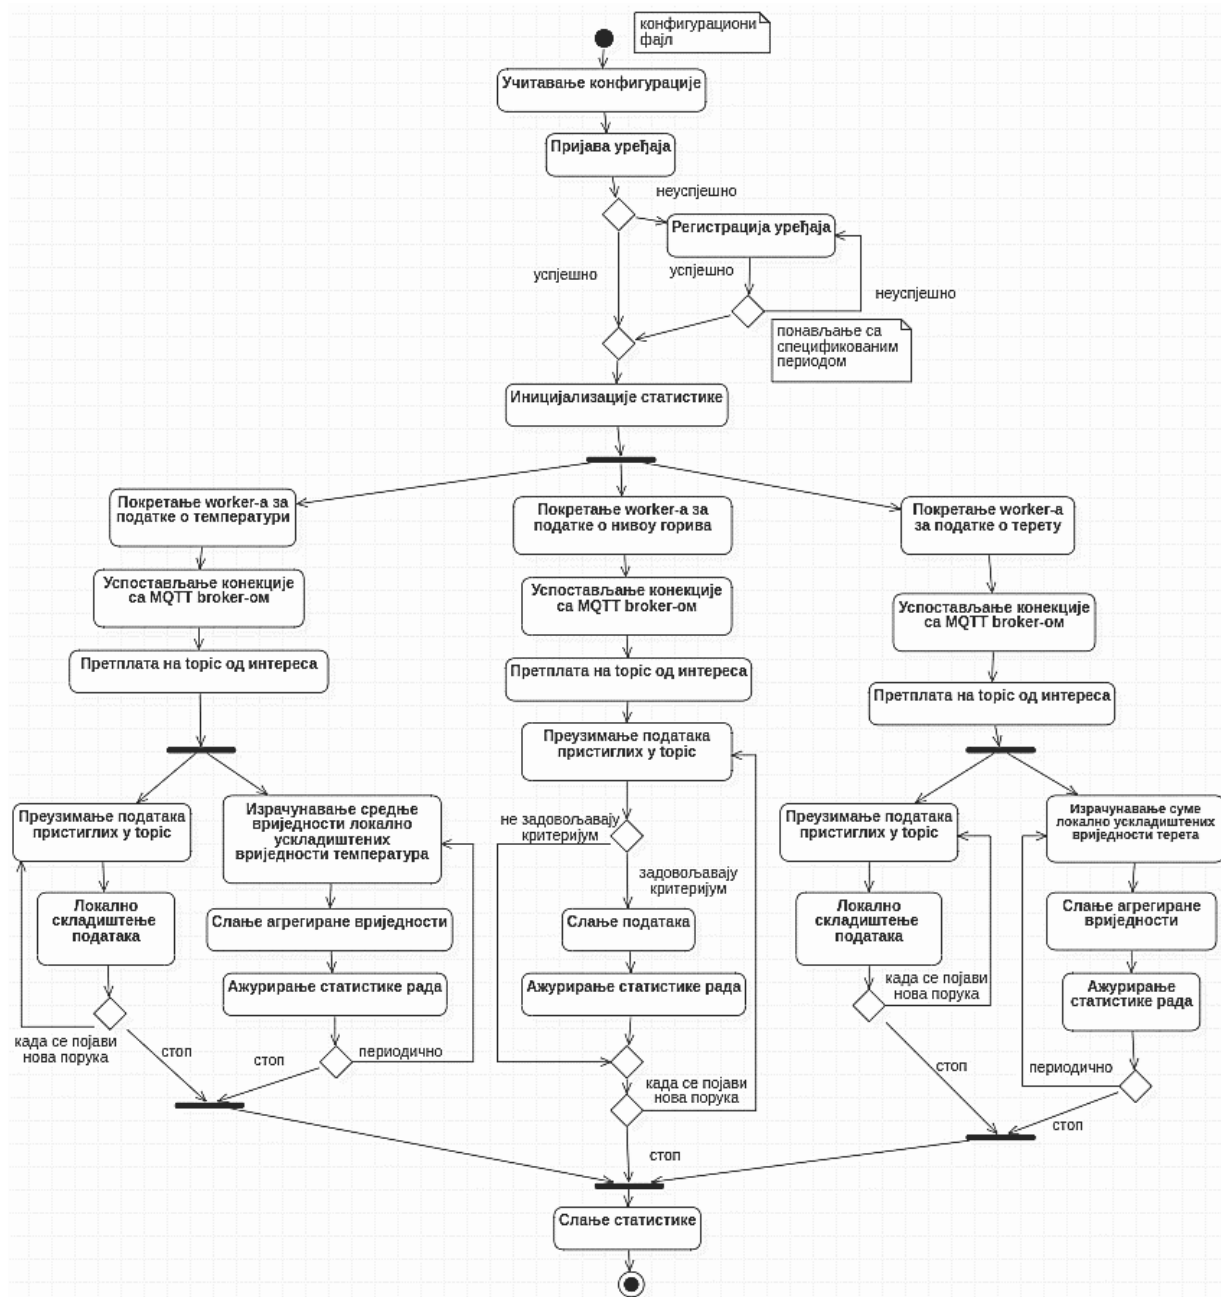 конфигурациони
фајл
Учитавање конфигурације
Пријава уређаја
неуспјешно
Регистрација уређаја
успјешно
успјешно
неуспјешно
понављање са
спецификованим
периодом
Иницијализације статистике
Покретање worker-а за
податке о температури
Покретање worker-а за
податке о нивоу горива
Покретање worker-а
за податке о терету
Успостављање конекције
са MQTT broker-ом
Успостављање конекције
са MQTT broker-ом
Успостављање конекције
са MQTT broker-ом
Претплата на topic од интереса
Претплата на topic од интереса
Претплата на topic од интереса
Преузимање података
пристиглих у topic
Преузимање података
пристиглих у topic
Израчунавање средње
вриједности локално
ускладиштених
вриједности температура
не задовољавају
критеријум
задовољавају
критеријум
Преузимање података
пристиглих у topic
Израчунавање суме
локално ускладиштених
вриједности терета
Локално
складиштење
података
Слање агрегиране вриједности
Слање података
Локално
складиштење
података
Слање агрегиране
вриједности
Ажурирање статистике рада
Ажурирање статистике рада
када се појави
нова порука
Ажурирање
статистике рада
када се појави
нова порука
стоп
стоп
периодично
када се појави
нова порука
стоп
периодично
стоп
стоп
Слање статистике